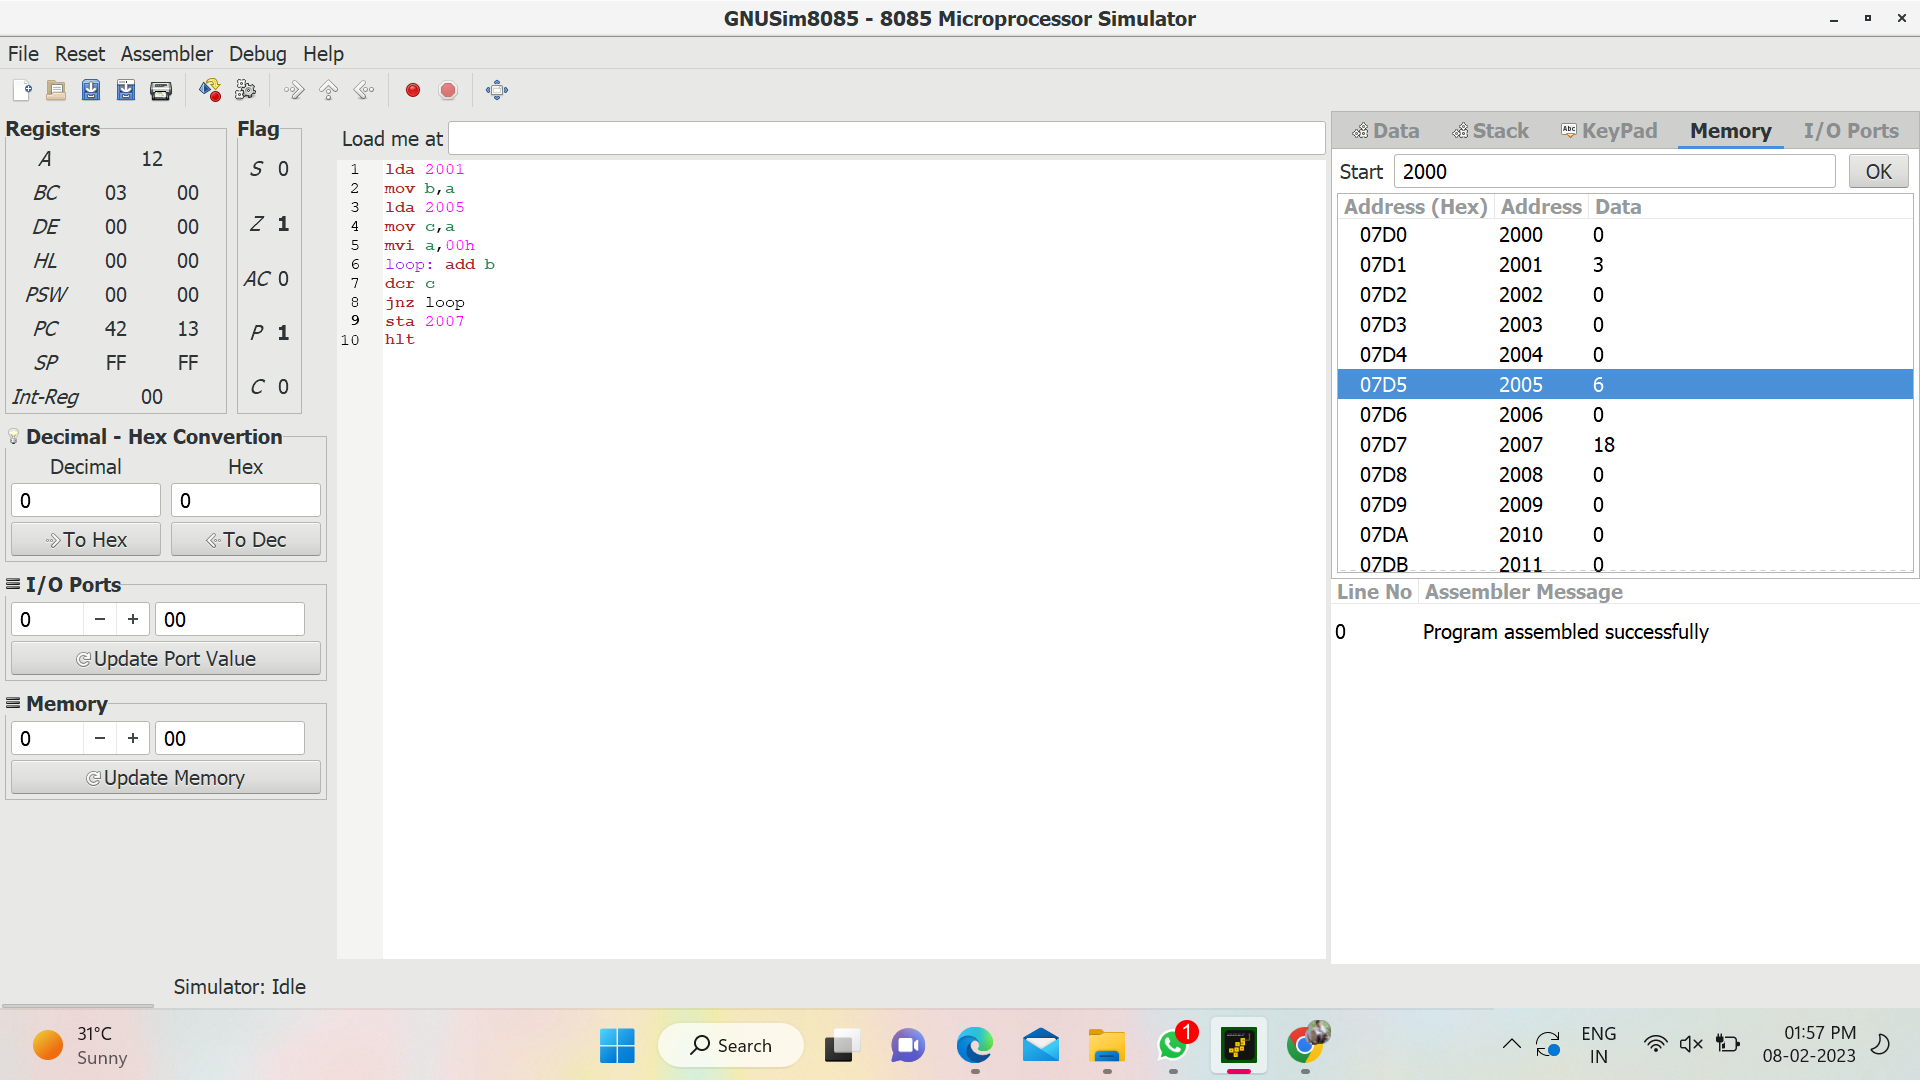 GNUSim8085 - 8085 Microprocessor Simulator
File Reset Assembler Debug Help
Registers
A 12
BC 03 00
DE 00 00
HL 00 00
PSW 00 00
PC 42 13
SP FF FF
Int-Reg 00
Flag
S 0
Z 1
AC 0
P 1
C 0
Decimal - Hex Convertion
Decimal Hex
0 0
To Hex To Dec
I/O Ports
0 − + 00
Update Port Value
Memory
0 − + 00
Update Memory
Simulator: Idle
Load me at
1 lda 2001
2 mov b,a
3 lda 2005
4 mov c,a
5 mvi a,00h
6 loop: add b
7 dcr c
8 jnz loop
9 sta 2007
10 hlt
Data Stack Abc KeyPad Memory I/O Ports
Start 2000 OK
Address (Hex) Address Data
07D0 2000 0
07D1 2001 3
07D2 2002 0
07D3 2003 0
07D4 2004 0
07D5 2005 6
07D6 2006 0
07D7 2007 18
07D8 2008 0
07D9 2009 0
07DA 2010 0
07DB 2011 0
Line No Assembler Message
0 Program assembled successfully
31°C
Sunny
Search
1
ENG
IN
01:57 PM
08-02-2023